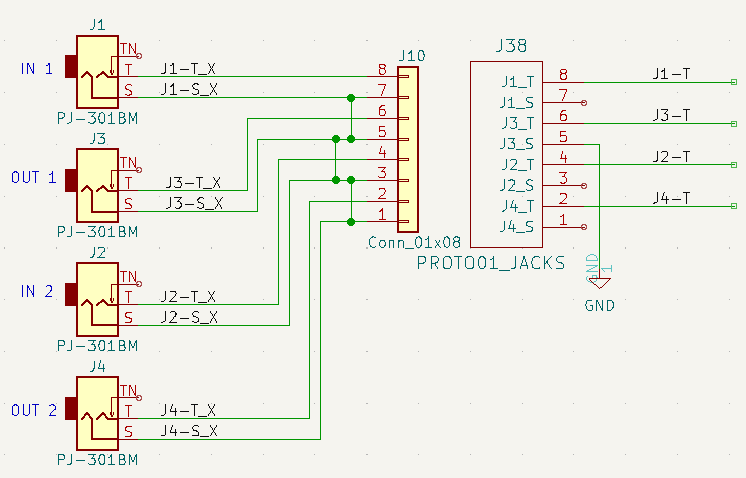 J1
TN
IN 1
T
J1-T_X
S
J1-S_X
PJ-301BM
J3
TN
OUT 1
T
J3-T_X
S
J3-S_X
PJ-301BM
J2
TN
IN 2
T
J2-T_X
S
J2-S_X
PJ-301BM
J4
TN
OUT 2
T
J4-T_X
S
J4-S_X
PJ-301BM
J10
8
7
6
5
4
3
2
1
Conn_01x08
J38
J1_T 8 J1-T
J1_S 7
J3_T 6 J3-T
J3_S 5
J2_T 4 J2-T
J2_S 3
J4_T 2 J4-T
J4_S 1
PROTO01_JACKS
GND
1
GND